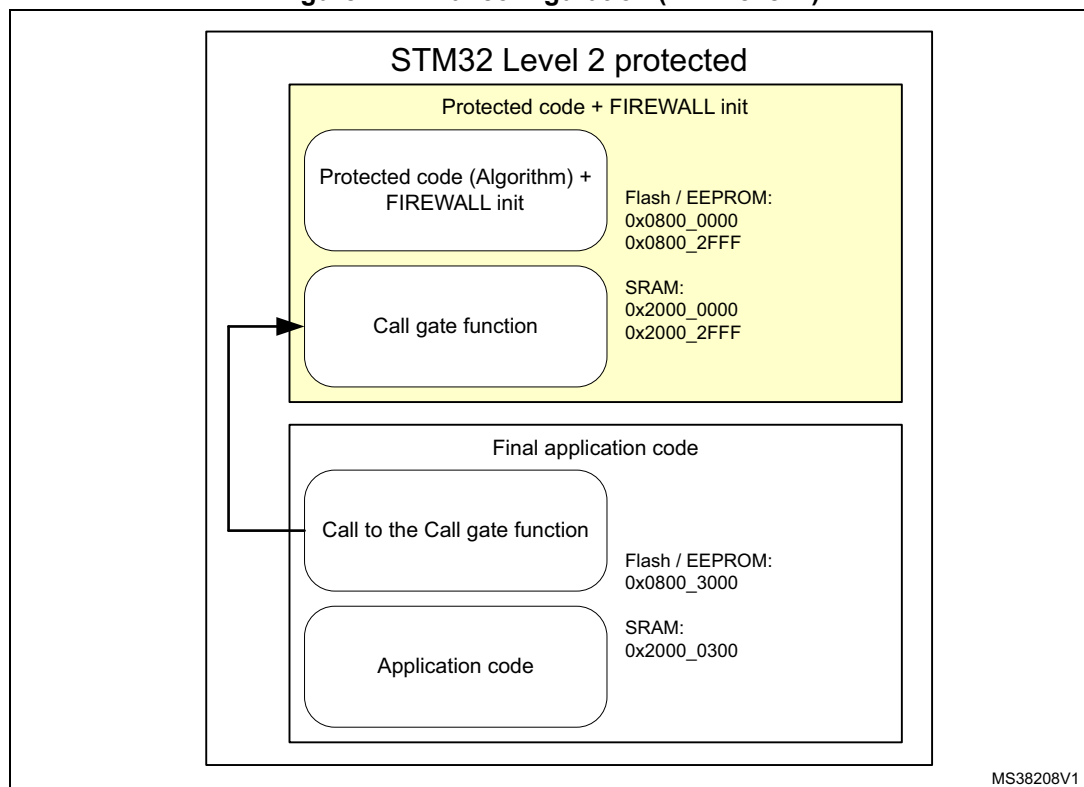 STM32 Level 2 protected
Protected code + FIREWALL init
Protected code (Algorithm) +
FIREWALL init
Flash / EEPROM:
0x0800_0000
0x0800_2FFF
SRAM:
0x2000_0000
0x2000_2FFF
Call gate function
Final application code
Call to the Call gate function
Flash / EEPROM:
0x0800_3000
SRAM:
0x2000_0300
Application code
MS38208V1